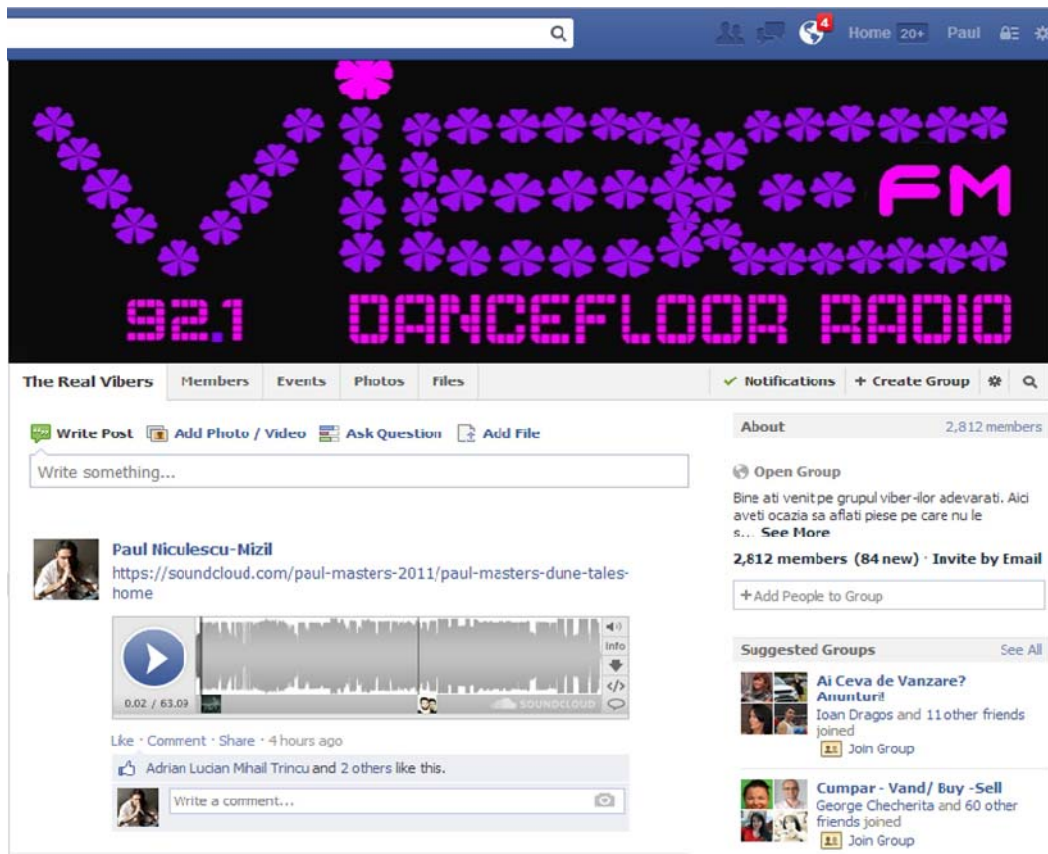 4
Home 20+ Paul
ViBE FM
92.1 DANCEFLOOR RADiO
The Real Vibers Members Events Photos Files
✓ Notifications + Create Group
Write Post Add Photo / Video Ask Question Add File
Write something...
Paul Niculescu-Mizil
https://soundcloud.com/paul-masters-2011/paul-masters-dune-tales-
home
Info
</>
0.02 / 63.09
SOUNDCLOUD
Like · Comment · Share · 4 hours ago
Adrian Lucian Mihail Trincu and 2 others like this.
Write a comment...
About 2,812 members
Open Group
Bine ati venit pe grupul viber-ilor adevarati. Aici
aveti ocazia sa aflati piese pe care nu le
s... See More
2,812 members (84 new) · Invite by Email
+Add People to Group
Suggested Groups See All
Ai Ceva de Vanzare?
Anunturi!
Ioan Dragos and 11 other friends
joined
Join Group
Cumpar - Vand/ Buy -Sell
George Checherita and 60 other
friends joined
Join Group